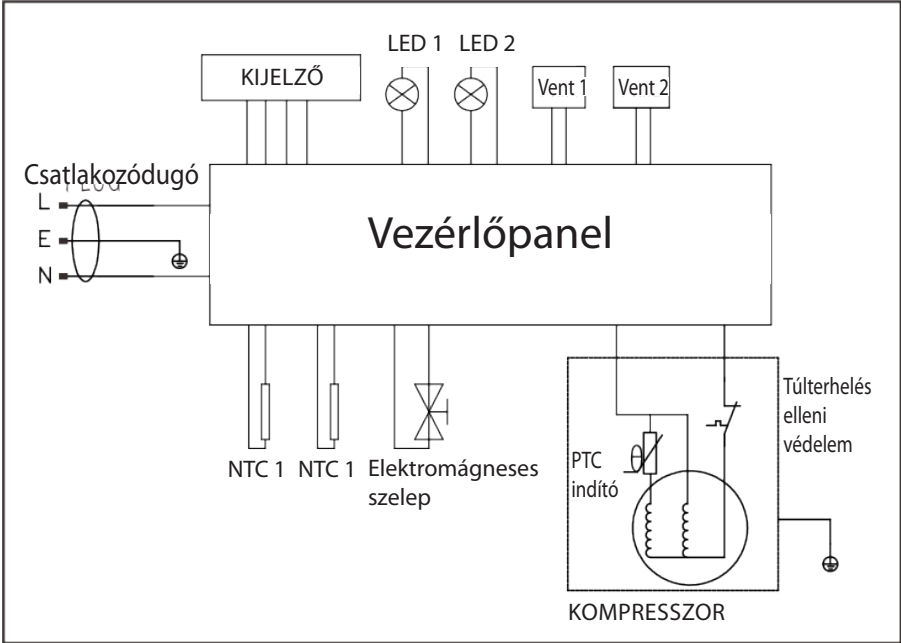 LED 1 LED 2
KIJELZŐ
Vent 1 Vent 2
Csatlakozódugó
L
E
N
Vezérlőpanel
NTC 1 NTC 1 Elektromágneses
szelep
Túlterhelés
elleni
védelem
PTC
indító
KOMPRESSZOR